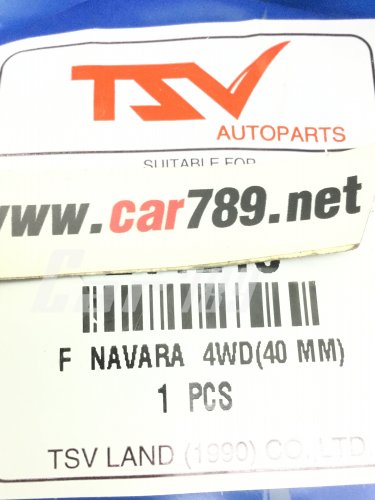 TSV
AUTOPARTS
SUITABLE FOR
www.car789.net
F NAVARA 4WD(40 MM)
1 PCS
TSV LAND (1990) CO.,LTD